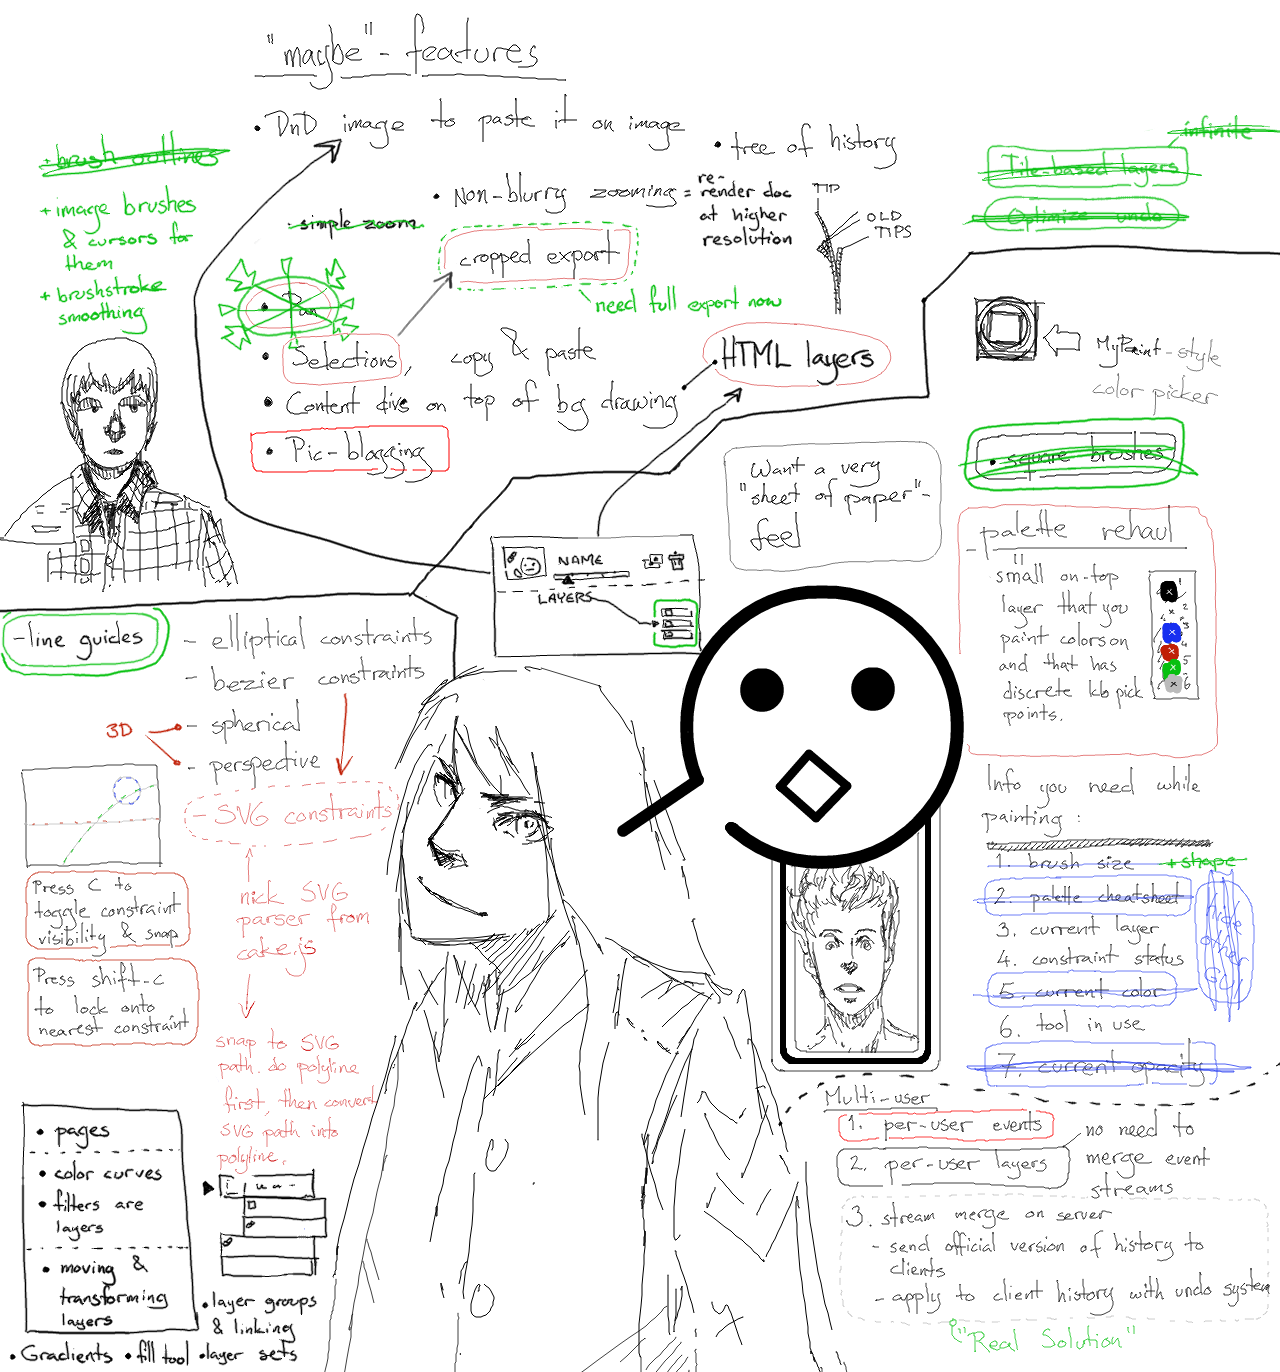 "maybe"-features
• DnD image to paste it on image
+ brush outlines
+ image brushes
& cursors for
them
+ brushstroke
smoothing
• tree of history
• Non-blurry zooming = re-render doc
at higher
resolution
TIP
OLD
TIPS
• simple zoom
cropped export
need full export now
• Pan
• Selections, copy & paste
• HTML layers
• Content divs on top of bg drawing
• Pic-blogging
infinite
Tile-based layers
Optimize undo
MyPaint-style
color picker
• square brushes
Want a very
"sheet of paper"-
feel
NAME
LAYERS
- palette rehaul
small on-top
layer that you
paint colors on
and that has
discrete kb pick
points.
1
2
3
4
5
6
- line guides
- elliptical constraints
- bezier constraints
- spherical
- perspective
3D
- SVG constraints
nick SVG
parser from
cake.js
snap to SVG
path. do polyline
first, then convert
SVG path into
polyline.
Press C to
toggle constraint
visibility & snap
Press shift-C
to lock onto
nearest constraint
Info you need while
painting:
1. brush size + shape
2. palette cheatsheet
3. current layer
4. constraint status
5. current color
6. tool in use
7. current opacity
hide
other
GUI
Multi-user
1. per-user events
2. per-user layers
no need to
merge event
streams
3. stream merge on server
- send official version of history to
clients
- apply to client history with undo system
"Real Solution"
• pages
• color curves
• filters are
layers
• moving &
transforming
layers
• layer groups
& linking
• Gradients • fill tool • layer sets